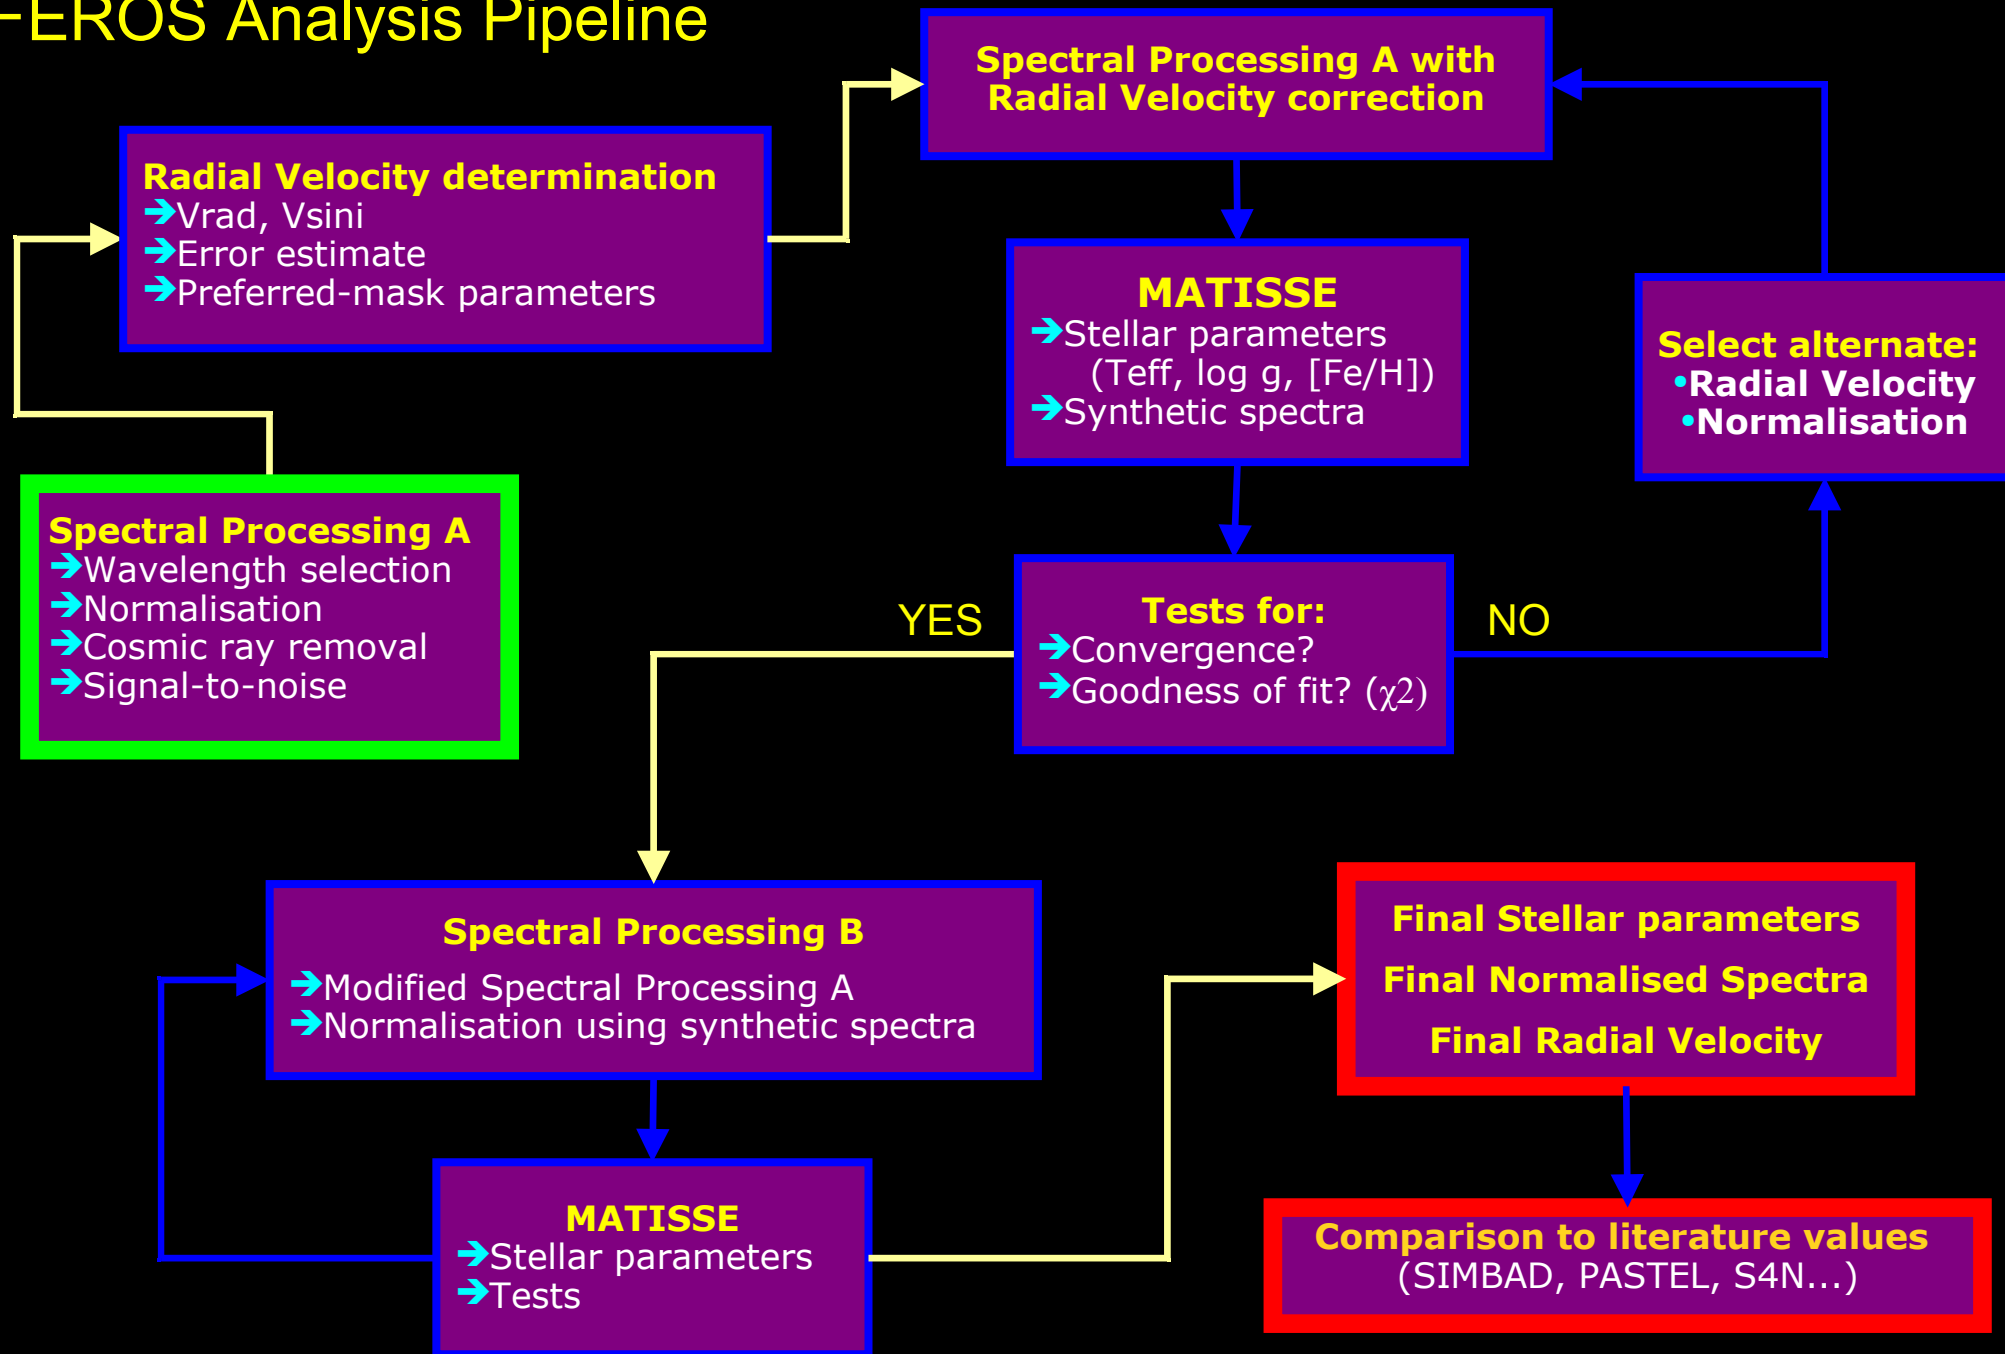 FEROS Analysis Pipeline
Spectral Processing A with
Radial Velocity correction
Radial Velocity determination
➔Vrad, Vsini
➔Error estimate
➔Preferred-mask parameters
MATISSE
➔Stellar parameters
(Teff, log g, [Fe/H])
➔Synthetic spectra
Select alternate:
•Radial Velocity
•Normalisation
Spectral Processing A
➔Wavelength selection
➔Normalisation
➔Cosmic ray removal
➔Signal-to-noise
YES
Tests for:
➔Convergence?
➔Goodness of fit? (χ2)
NO
Spectral Processing B
➔Modified Spectral Processing A
➔Normalisation using synthetic spectra
Final Stellar parameters
Final Normalised Spectra
Final Radial Velocity
MATISSE
➔Stellar parameters
➔Tests
Comparison to literature values
(SIMBAD, PASTEL, S4N...)